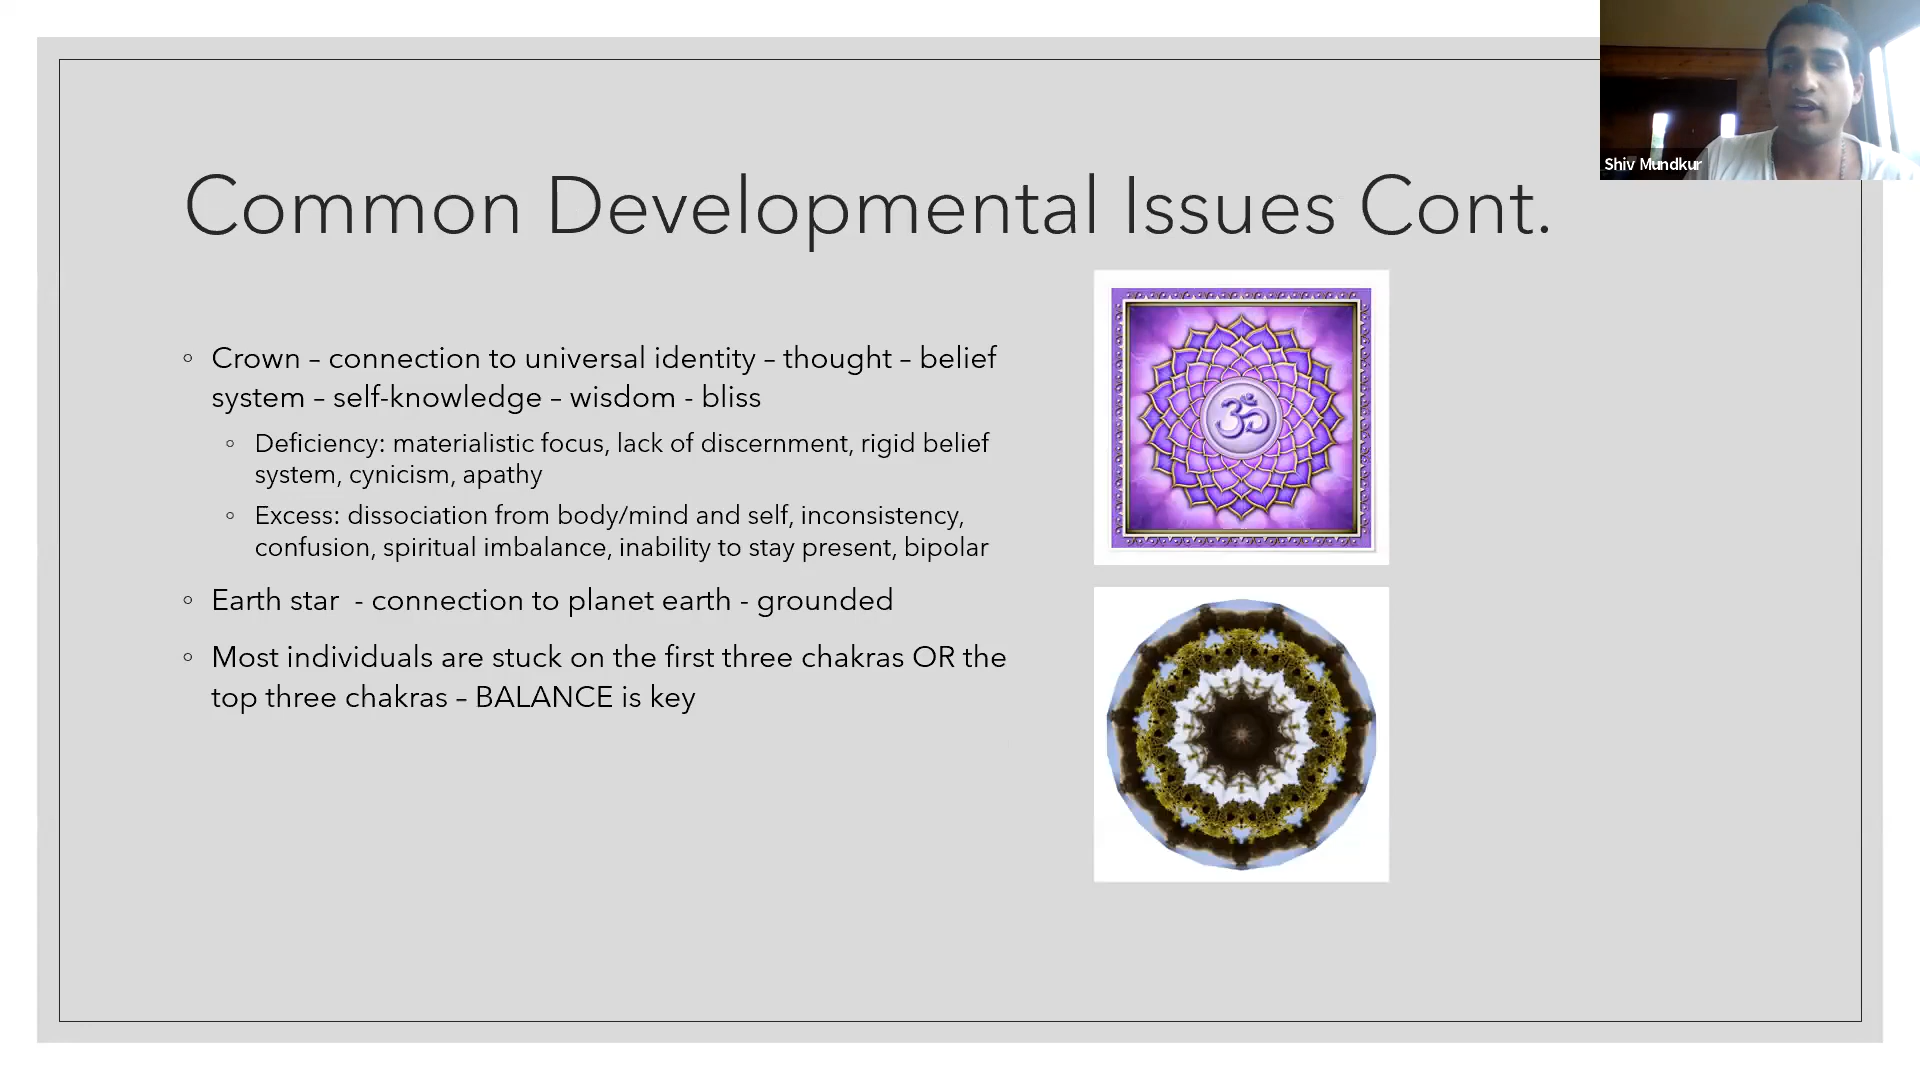 Shiv Mundkur
Common Developmental Issues Cont.
◦ Crown – connection to universal identity – thought – belief
system – self-knowledge – wisdom - bliss
◦ Deficiency: materialistic focus, lack of discernment, rigid belief
system, cynicism, apathy
◦ Excess: dissociation from body/mind and self, inconsistency,
confusion, spiritual imbalance, inability to stay present, bipolar
◦ Earth star - connection to planet earth - grounded
◦ Most individuals are stuck on the first three chakras OR the
top three chakras – BALANCE is key
ॐ